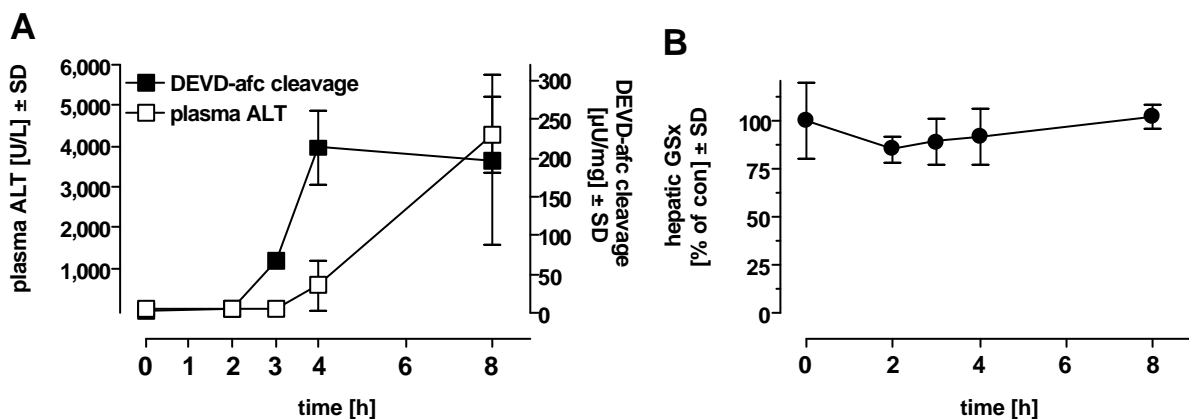 A
plasma ALT [U/L] ± SD
6,000
5,000
4,000
3,000
2,000
1,000
DEVD-afc cleavage
plasma ALT
300
250
200
150
100
50
0
DEVD-afc cleavage
[µU/mg] ± SD
0 1 2 3 4 6 8
time [h]
B
hepatic GSx
[% of con] ± SD
100
75
50
25
0
0 2 4 6 8
time [h]